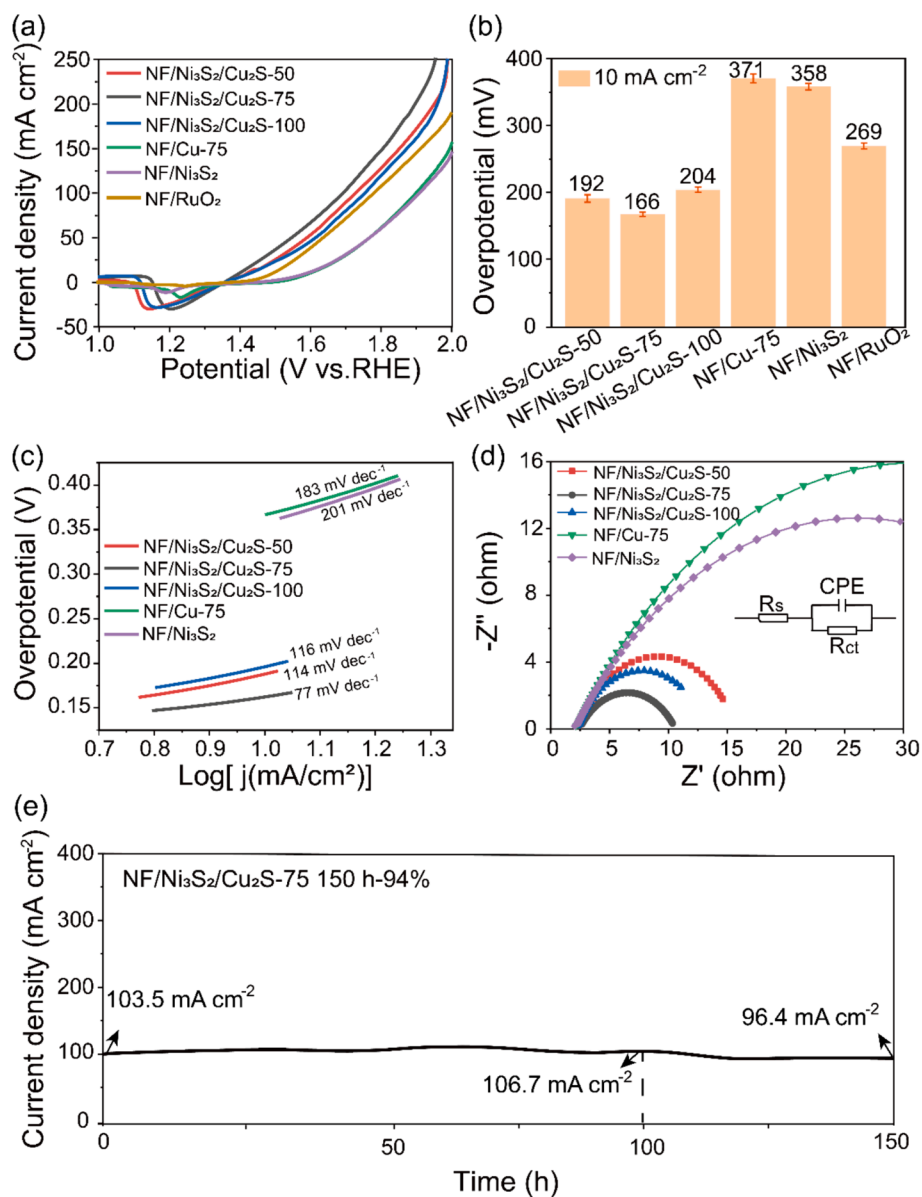 (a)
Current density (mA cm⁻²)
250
200
150
100
50
0
-50
NF/Ni₃S₂/Cu₂S-50
NF/Ni₃S₂/Cu₂S-75
NF/Ni₃S₂/Cu₂S-100
NF/Cu-75
NF/Ni₃S₂
NF/RuO₂
1.0 1.2 1.4 1.6 1.8 2.0
Potential (V vs.RHE)
(b)
Overpotential (mV)
400
300
200
100
0
10 mA cm⁻²
192
166
204
371
358
269
NF/Ni₃S₂/Cu₂S-50
NF/Ni₃S₂/Cu₂S-75
NF/Ni₃S₂/Cu₂S-100
NF/Cu-75
NF/Ni₃S₂
NF/RuO₂
(c)
Overpotential (V)
0.40
0.35
0.30
0.25
0.20
0.15
183 mV dec⁻¹
201 mV dec⁻¹
NF/Ni₃S₂/Cu₂S-50
NF/Ni₃S₂/Cu₂S-75
NF/Ni₃S₂/Cu₂S-100
NF/Cu-75
NF/Ni₃S₂
116 mV dec⁻¹
114 mV dec⁻¹
77 mV dec⁻¹
0.7 0.8 0.9 1.0 1.1 1.2 1.3
Log[ j(mA/cm²)]
(d)
-Z" (ohm)
16
12
8
4
0
NF/Ni₃S₂/Cu₂S-50
NF/Ni₃S₂/Cu₂S-75
NF/Ni₃S₂/Cu₂S-100
NF/Cu-75
NF/Ni₃S₂
CPE
Rs
Rct
0 5 10 15 20 25 30
Z' (ohm)
(e)
Current density (mA cm⁻²)
400
300
200
100
0
NF/Ni₃S₂/Cu₂S-75 150 h-94%
103.5 mA cm⁻²
106.7 mA cm⁻²
96.4 mA cm⁻²
0 50 100 150
Time (h)